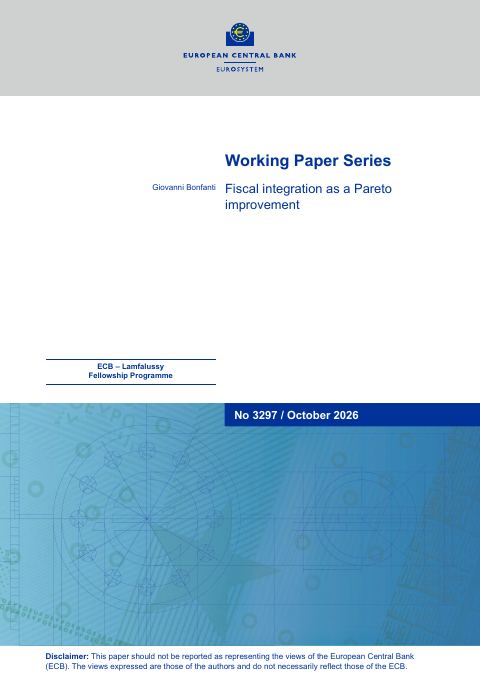 EUROPEAN CENTRAL BANK
EUROSYSTEM
Working Paper Series
Giovanni Bonfanti
Fiscal integration as a Pareto
improvement
ECB – Lamfalussy
Fellowship Programme
No 3297 / October 2026
Disclaimer: This paper should not be reported as representing the views of the European Central Bank
(ECB). The views expressed are those of the authors and do not necessarily reflect those of the ECB.